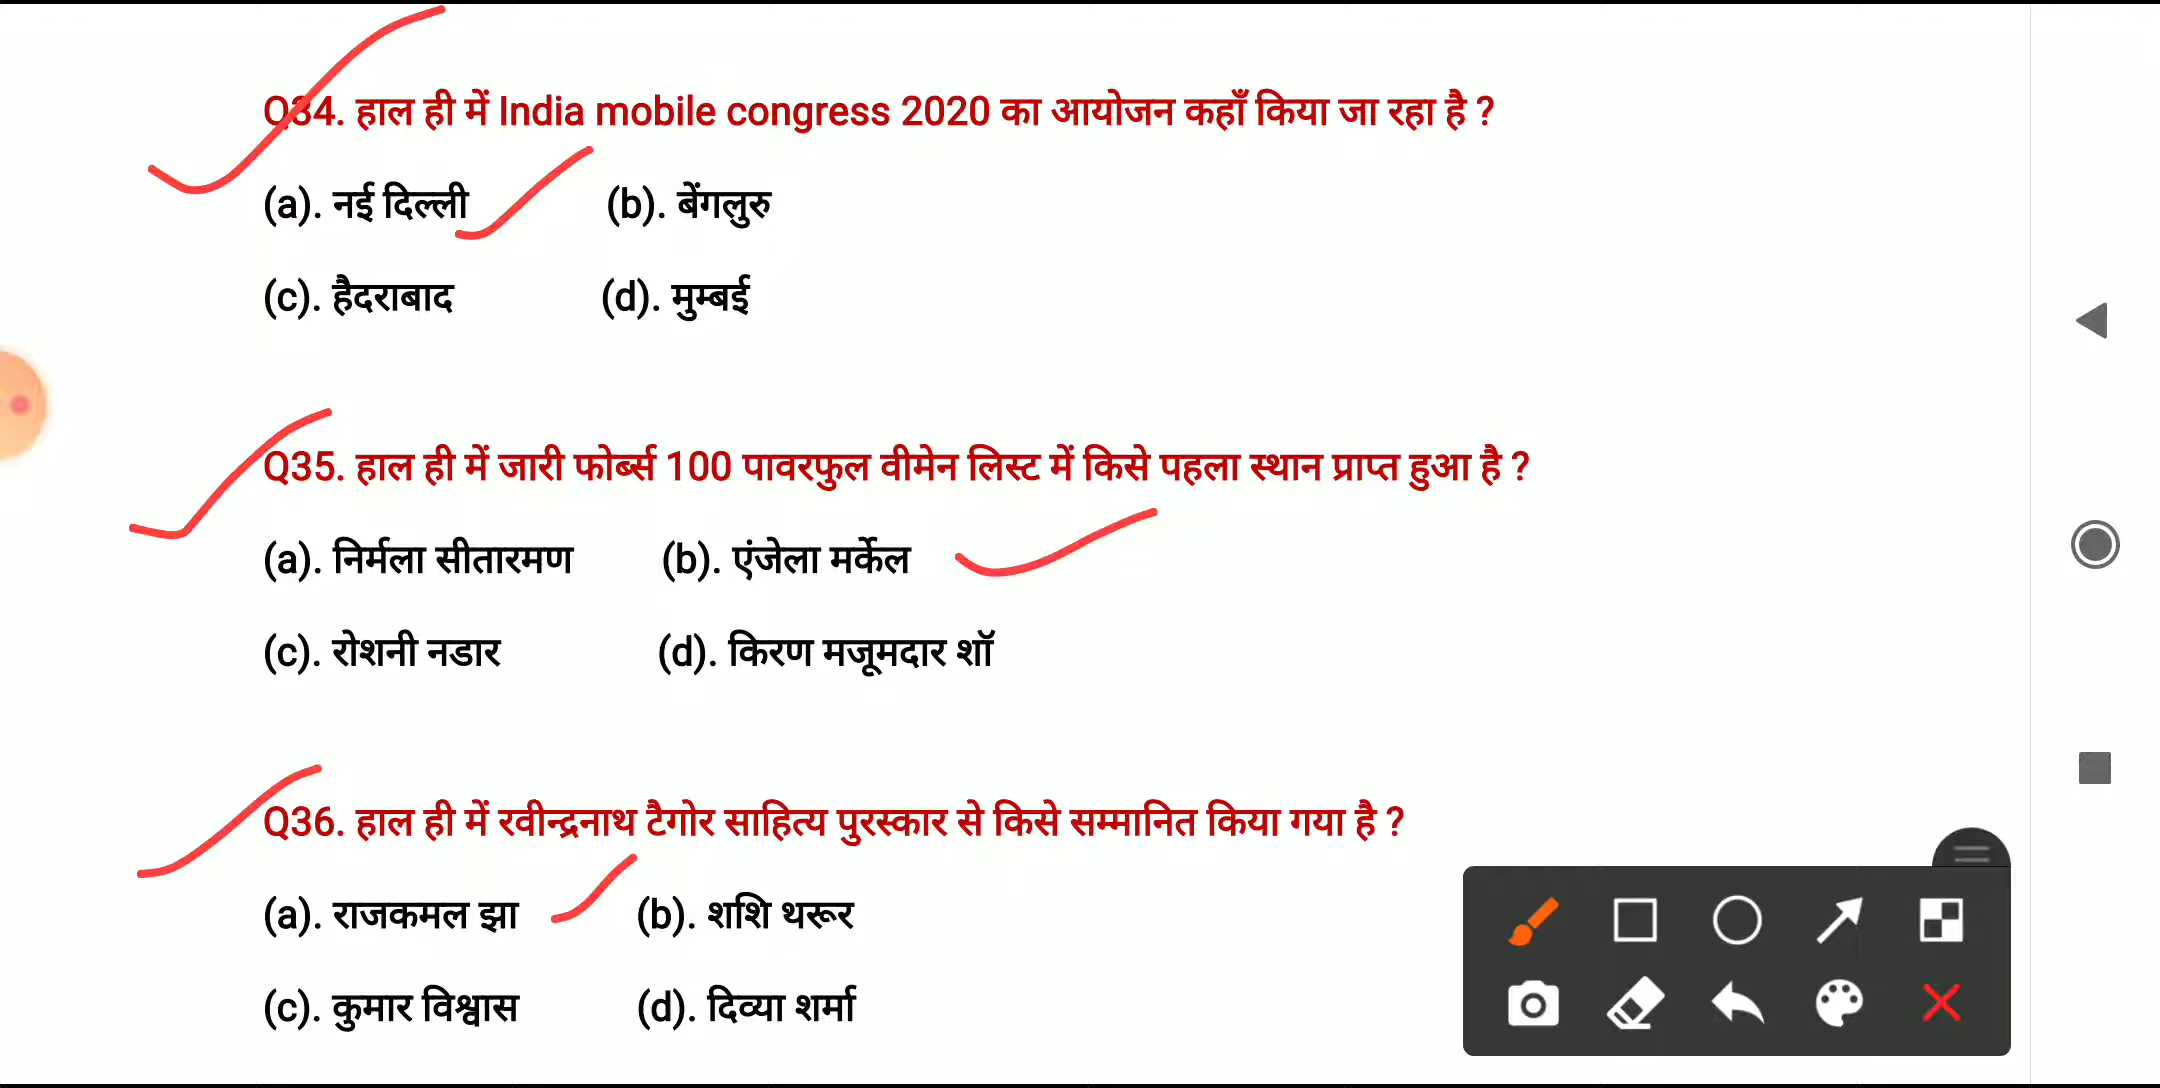 Q34. हाल ही में India mobile congress 2020 का आयोजन कहाँ किया जा रहा है ?
(a). नई दिल्ली (b). बेंगलुरु
(c). हैदराबाद (d). मुम्बई
Q35. हाल ही में जारी फोर्ब्स 100 पावरफुल वीमेन लिस्ट में किसे पहला स्थान प्राप्त हुआ है ?
(a). निर्मला सीतारमण (b). एंजेला मर्केल
(c). रोशनी नडार (d). किरण मजूमदार शॉ
Q36. हाल ही में रवीन्द्रनाथ टैगोर साहित्य पुरस्कार से किसे सम्मानित किया गया है ?
(a). राजकमल झा (b). शशि थरूर
(c). कुमार विश्वास (d). दिव्या शर्मा